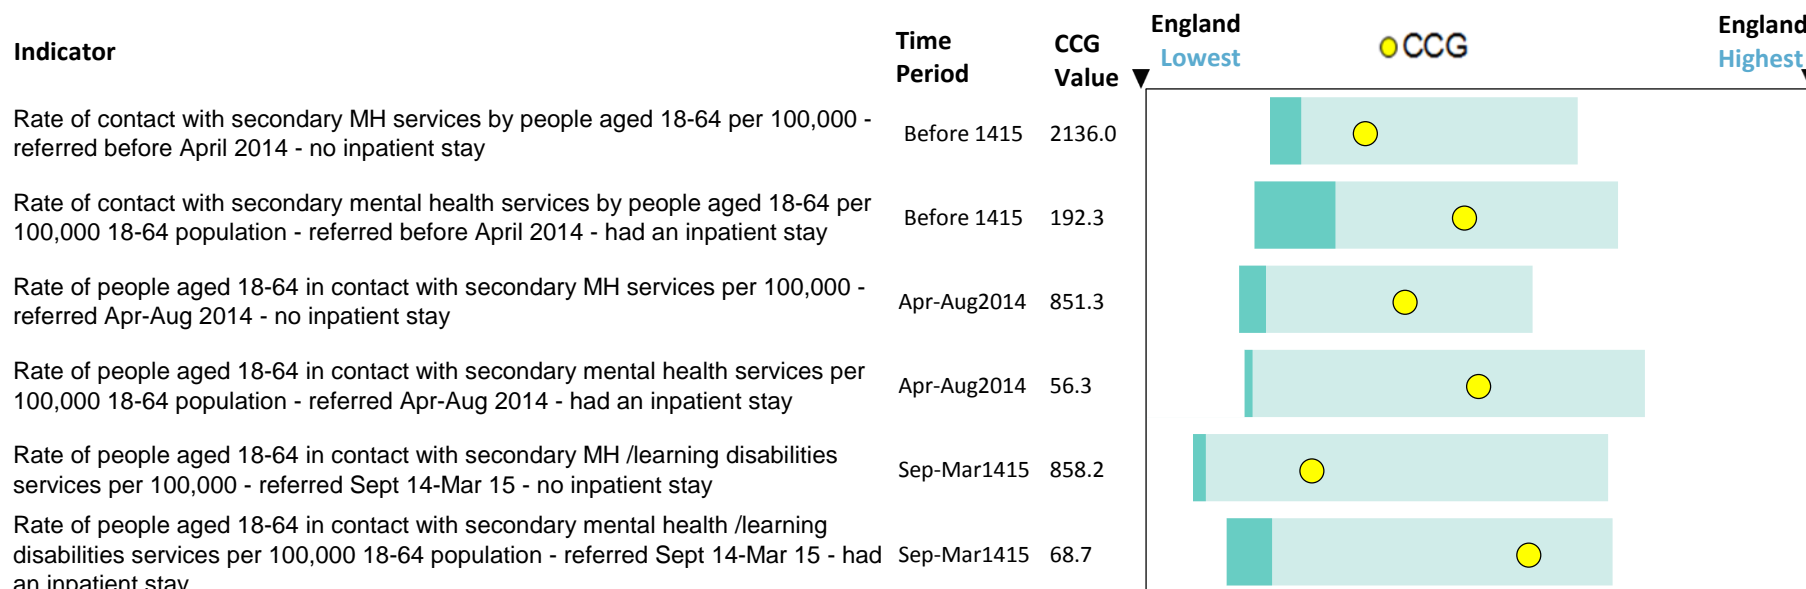 Indicator
Time Period
CCG Value
England Lowest
CCG
England Highest
Rate of contact with secondary MH services by people aged 18-64 per 100,000 -
referred before April 2014 - no inpatient stay
Before 1415 2136.0
Rate of contact with secondary mental health services by people aged 18-64 per
100,000 18-64 population - referred before April 2014 - had an inpatient stay
Before 1415 192.3
Rate of people aged 18-64 in contact with secondary MH services per 100,000 -
referred Apr-Aug 2014 - no inpatient stay
Apr-Aug2014 851.3
Rate of people aged 18-64 in contact with secondary mental health services per
100,000 18-64 population - referred Apr-Aug 2014 - had an inpatient stay
Apr-Aug2014 56.3
Rate of people aged 18-64 in contact with secondary MH /learning disabilities
services per 100,000 - referred Sept 14-Mar 15 - no inpatient stay
Sep-Mar1415 858.2
Rate of people aged 18-64 in contact with secondary mental health /learning
disabilities services per 100,000 18-64 population - referred Sept 14-Mar 15 - had
an inpatient stay
Sep-Mar1415 68.7